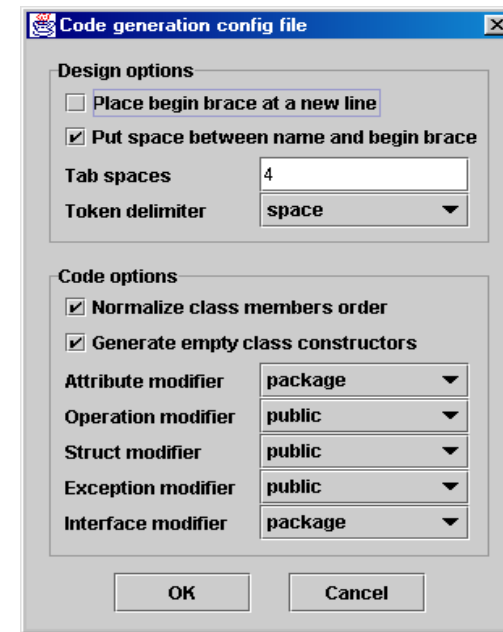 Code generation config file
Design options
Place begin brace at a new line
Put space between name and begin brace
Tab spaces 4
Token delimiter space
Code options
Normalize class members order
Generate empty class constructors
Attribute modifier package
Operation modifier public
Struct modifier public
Exception modifier public
Interface modifier package
OK Cancel